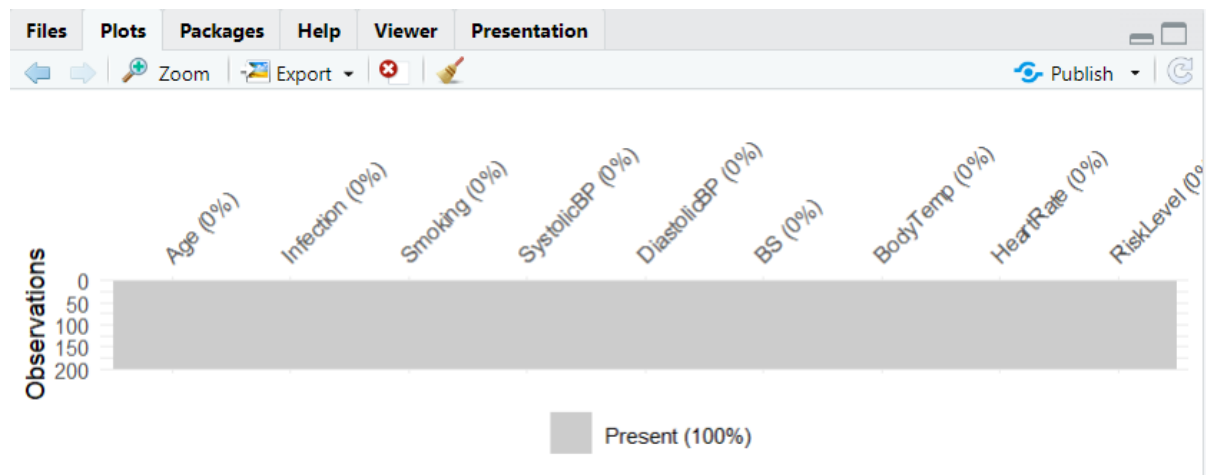 Files Plots Packages Help Viewer Presentation
Zoom Export Publish
Age (0%) Infection (0%) Smoking (0%) SystolicBP (0%) DiastolicBP (0%) BS (0%) BodyTemp (0%) HeartRate (0%) RiskLevel (0%
Observations
0
50
100
150
200
Present (100%)